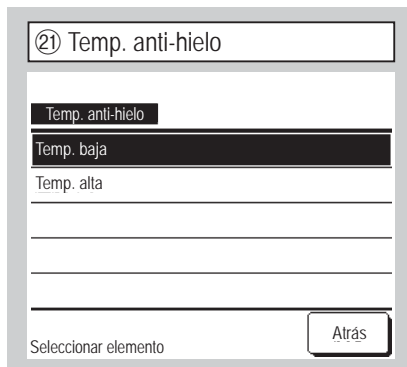 ㉑ Temp. anti-hielo
Temp. anti-hielo
Temp. baja
Temp. alta
Seleccionar elemento
Atrás